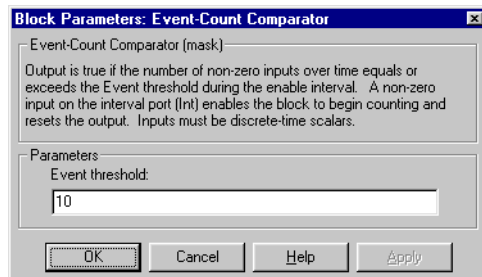 Block Parameters: Event-Count Comparator
Event-Count Comparator (mask)
Output is true if the number of non-zero inputs over time equals or
exceeds the Event threshold during the enable interval.  A non-zero
input on the interval port (Int) enables the block to begin counting and
resets the output.  Inputs must be discrete-time scalars.
Parameters
Event threshold:
10
OK Cancel Help Apply